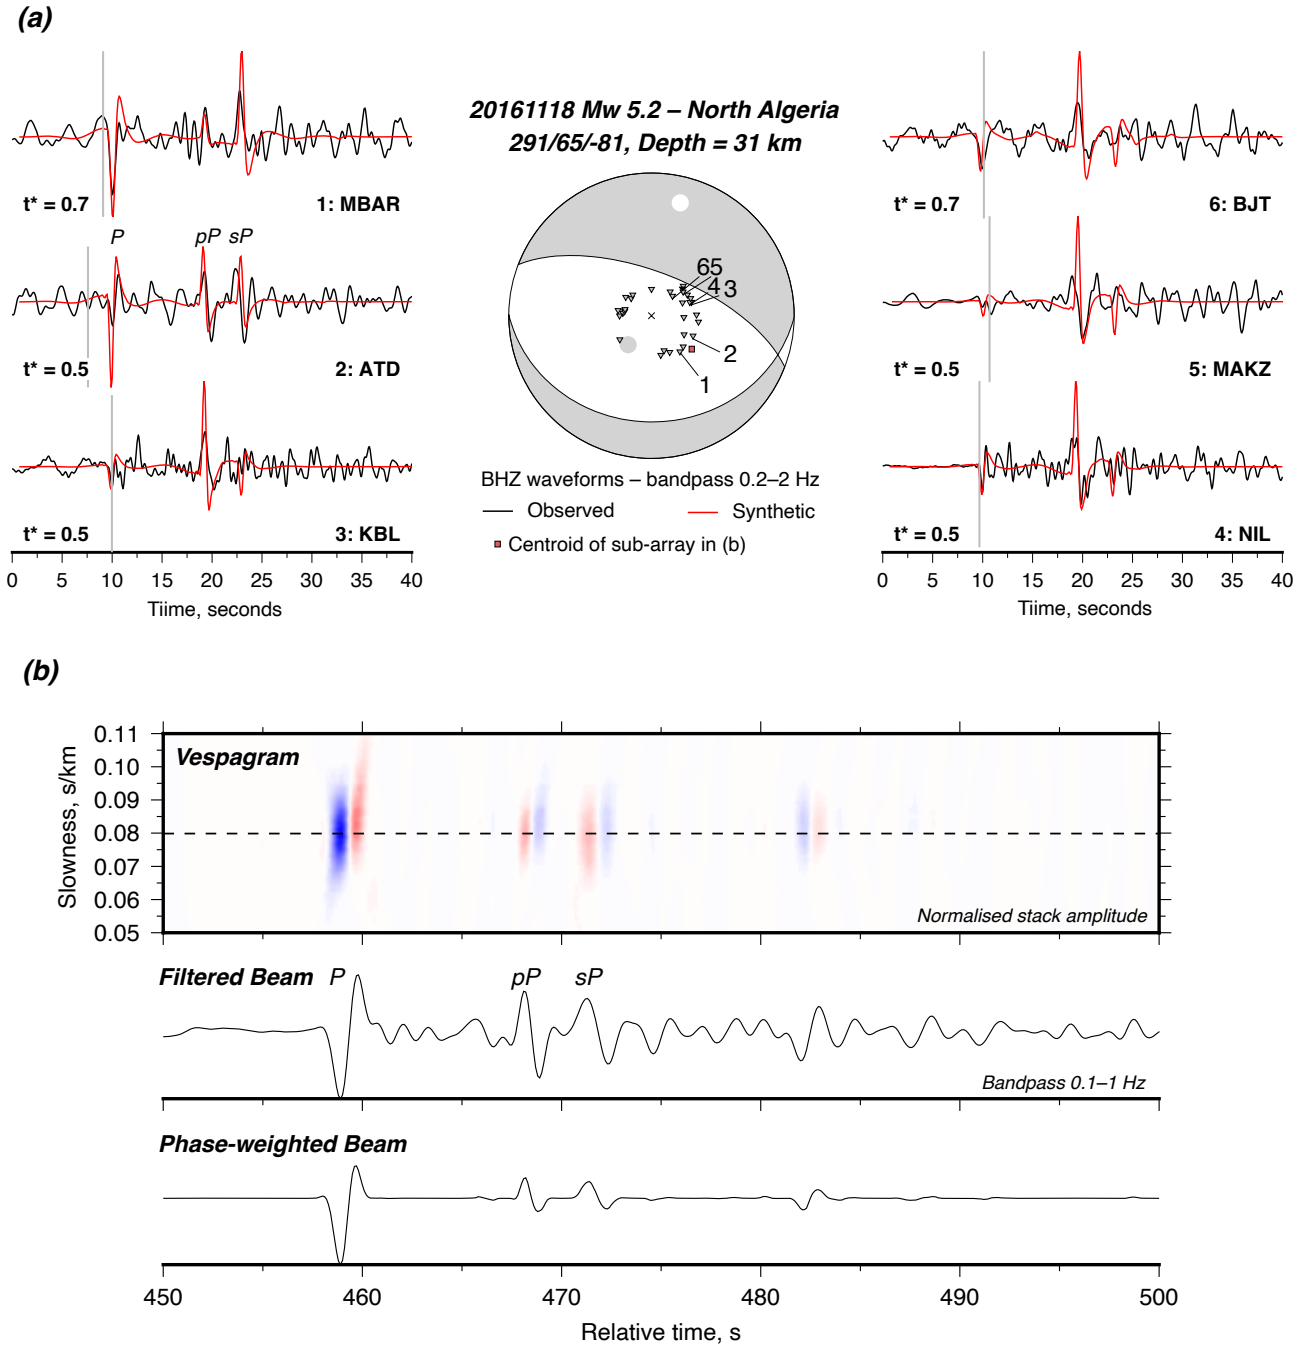 (a)
20161118 Mw 5.2 – North Algeria
291/65/-81, Depth = 31 km
t* = 0.7
1: MBAR
P
pP
sP
t* = 0.5
2: ATD
t* = 0.5
3: KBL
0 5 10 15 20 25 30 35 40
Tiime, seconds
65
4
3
2
1
BHZ waveforms – bandpass 0.2–2 Hz
Observed
Synthetic
Centroid of sub-array in (b)
t* = 0.7
6: BJT
t* = 0.5
5: MAKZ
t* = 0.5
4: NIL
0 5 10 15 20 25 30 35 40
Tiime, seconds
(b)
Slowness, s/km
0.11
0.10
0.09
0.08
0.07
0.06
0.05
Vespagram
Normalised stack amplitude
Filtered Beam
P
pP
sP
Bandpass 0.1–1 Hz
Phase-weighted Beam
450 460 470 480 490 500
Relative time, s